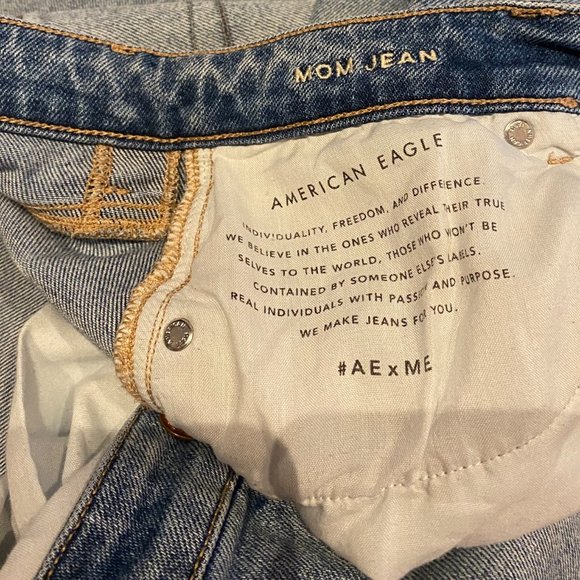 MOM JEAN
AMERICAN EAGLE
INDIVIDUALITY, FREEDOM, AND DIFFERENCE.
WE BELIEVE IN THE ONES WHO REVEAL THEIR TRUE
SELVES TO THE WORLD, THOSE WHO WON'T BE
CONTAINED BY SOMEONE ELSE'S LABELS.
REAL INDIVIDUALS WITH PASSION AND PURPOSE.
WE MAKE JEANS FOR YOU.
#AExME